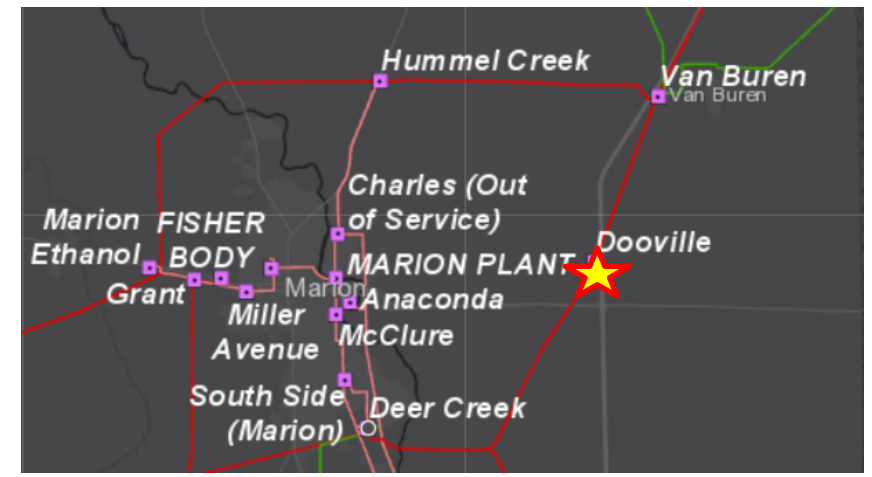 Hummel Creek
Van Buren
Van Buren
Charles (Out
of Service)
Marion
Ethanol
FISHER
BODY
Dooville
MARION PLANT
Grant
Marion
Anaconda
Miller
Avenue
McClure
South Side
(Marion)
Deer Creek